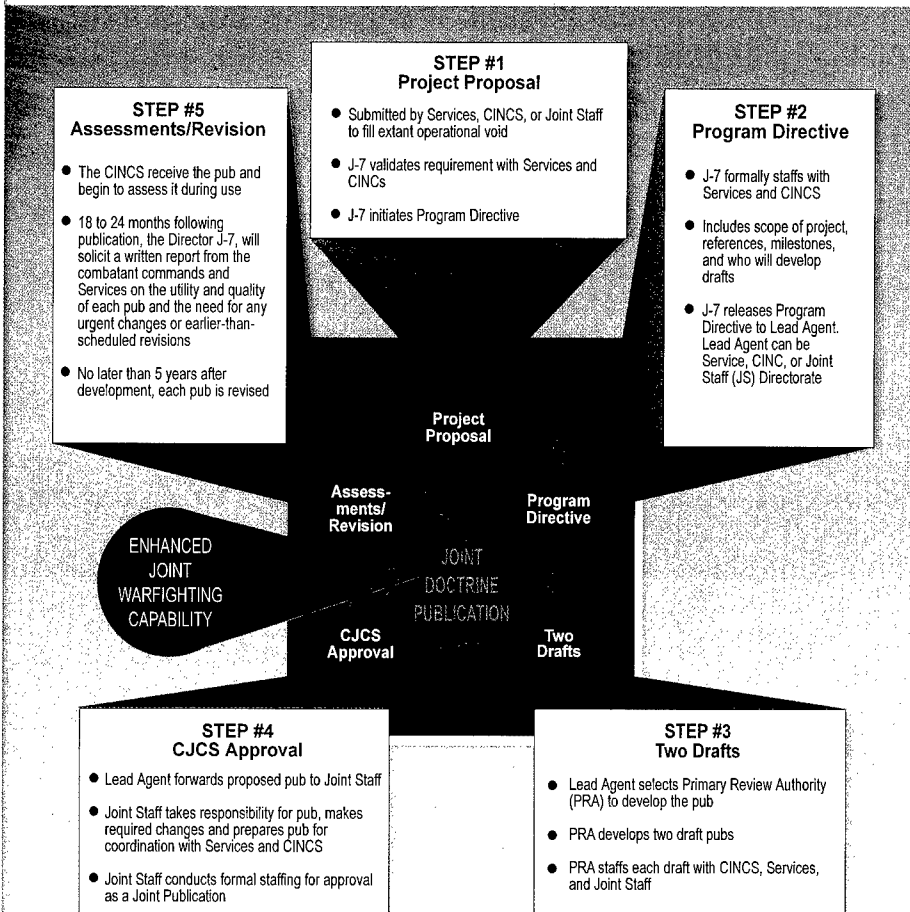 STEP #1
Project Proposal
● Submitted by Services, CINCS, or Joint Staff
to fill extant operational void
● J-7 validates requirement with Services and
CINCs
● J-7 initiates Program Directive
STEP #2
Program Directive
● J-7 formally staffs with
Services and CINCS
● Includes scope of project,
references, milestones,
and who will develop
drafts
● J-7 releases Program
Directive to Lead Agent.
Lead Agent can be
Service, CINC, or Joint
Staff (JS) Directorate
STEP #3
Two Drafts
● Lead Agent selects Primary Review Authority
(PRA) to develop the pub
● PRA develops two draft pubs
● PRA staffs each draft with CINCS, Services,
and Joint Staff
STEP #4
CJCS Approval
● Lead Agent forwards proposed pub to Joint Staff
● Joint Staff takes responsibility for pub, makes
required changes and prepares pub for
coordination with Services and CINCS
● Joint Staff conducts formal staffing for approval
as a Joint Publication
STEP #5
Assessments/Revision
● The CINCS receive the pub and
begin to assess it during use
● 18 to 24 months following
publication, the Director J-7, will
solicit a written report from the
combatant commands and
Services on the utility and quality
of each pub and the need for any
urgent changes or earlier-than-
scheduled revisions
● No later than 5 years after
development, each pub is revised
Project
Proposal
Program
Directive
Two
Drafts
CJCS
Approval
Assess-
ments/
Revision
JOINT
DOCTRINE
PUBLICATION
ENHANCED
JOINT
WARFIGHTING
CAPABILITY